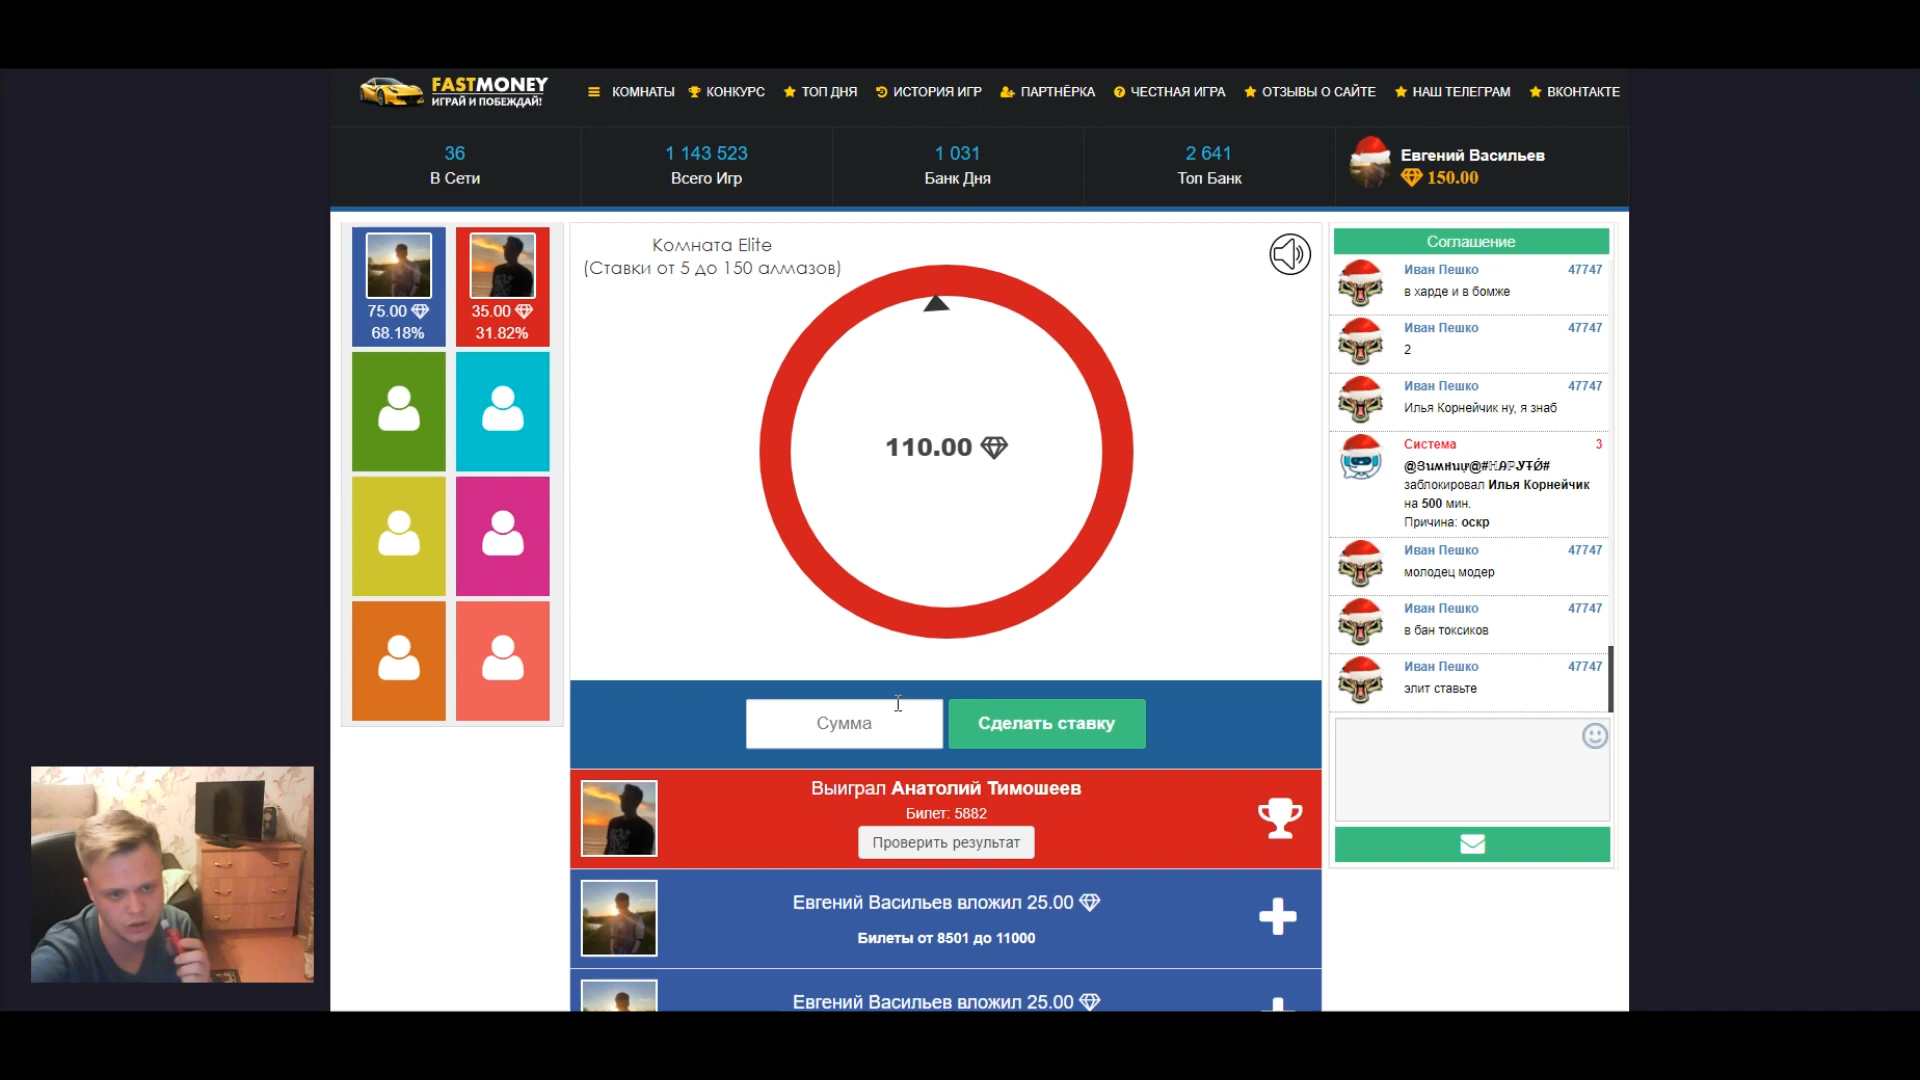 FASTMONEY
ИГРАЙ И ПОБЕЖДАЙ!
КОМНАТЫ
КОНКУРС
ТОП ДНЯ
ИСТОРИЯ ИГР
ПАРТНЁРКА
ЧЕСТНАЯ ИГРА
ОТЗЫВЫ О САЙТЕ
НАШ ТЕЛЕГРАМ
ВКОНТАКТЕ
36
В Сети
1 143 523
Всего Игр
1 031
Банк Дня
2 641
Топ Банк
Евгений Васильев
150.00
75.00
68.18%
35.00
31.82%
Комната Elite
(Ставки от 5 до 150 алмазов)
110.00
Сумма
Сделать ставку
Выиграл Анатолий Тимошеев
Билет: 5882
Проверить результат
Евгений Васильев вложил 25.00
Билеты от 8501 до 11000
Евгений Васильев вложил 25.00
Соглашение
Иван Пешко 47747
в харде и в бомже
Иван Пешко 47747
2
Иван Пешко 47747
Илья Корнейчик ну, я знаб
Система 3
заблокировал Илья Корнейчик
на 500 мин.
Причина: оскр
Иван Пешко 47747
молодец модер
Иван Пешко 47747
в бан токсиков
Иван Пешко 47747
элит ставьте